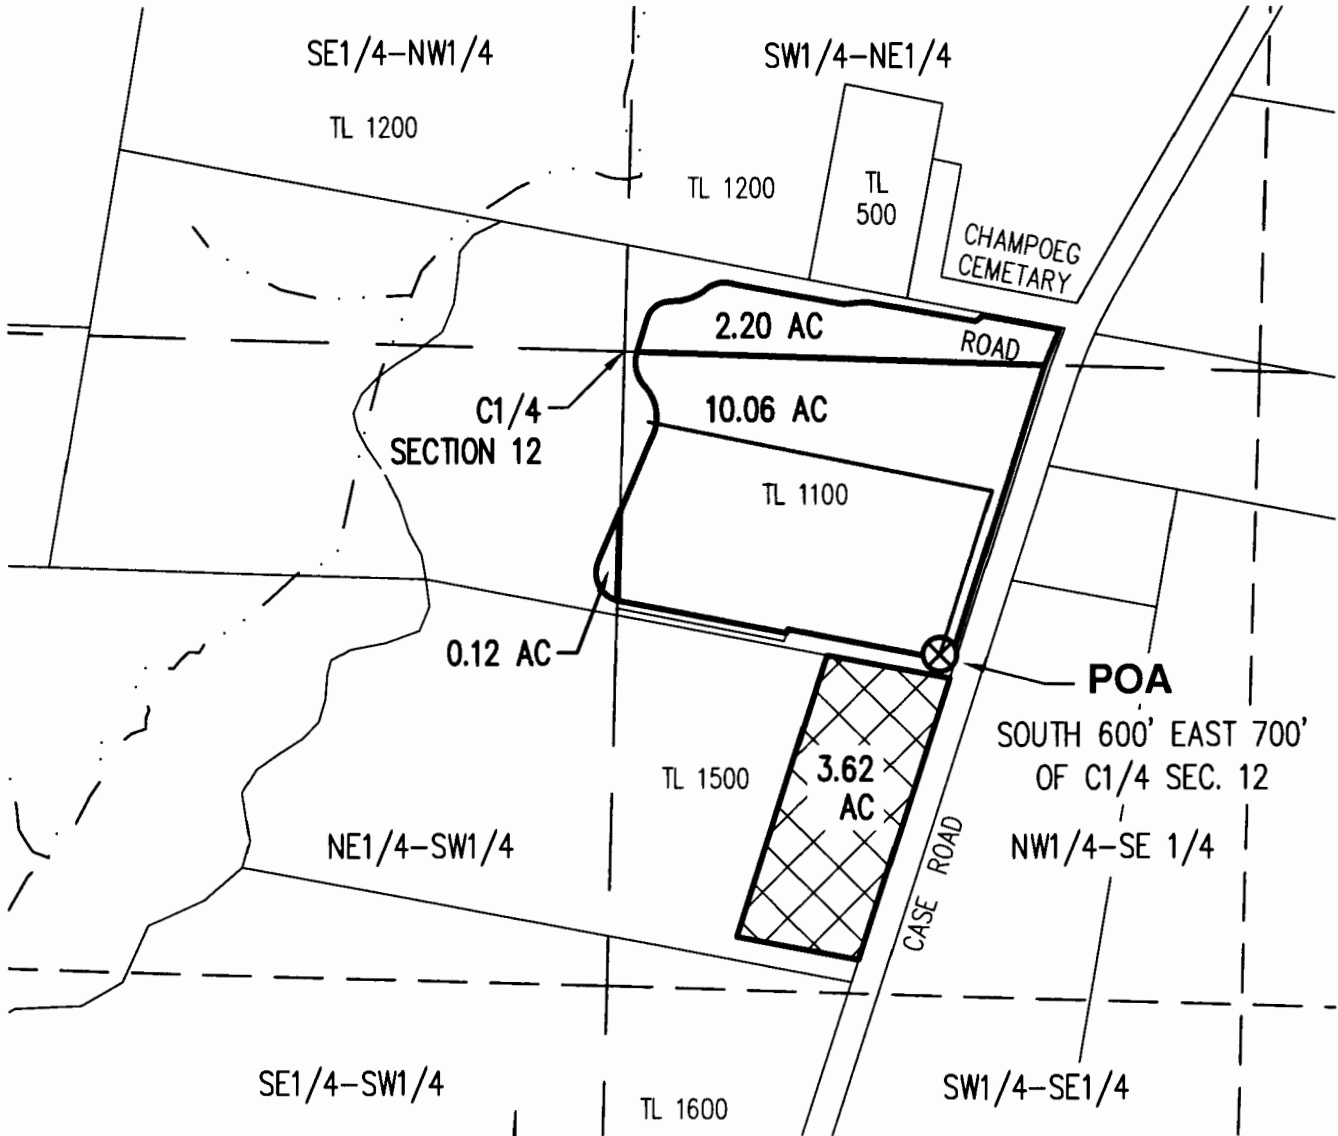 SE1/4–NW1/4
SW1/4–NE1/4
TL 1200
TL 1200
TL
500
CHAMPOEG
CEMETARY
2.20 AC
ROAD
C1/4
SECTION 12
10.06 AC
TL 1100
0.12 AC
POA
SOUTH 600' EAST 700'
OF C1/4 SEC. 12
TL 1500
3.62
AC
NE1/4–SW1/4
NW1/4–SE 1/4
CASE ROAD
SE1/4–SW1/4
TL 1600
SW1/4–SE1/4